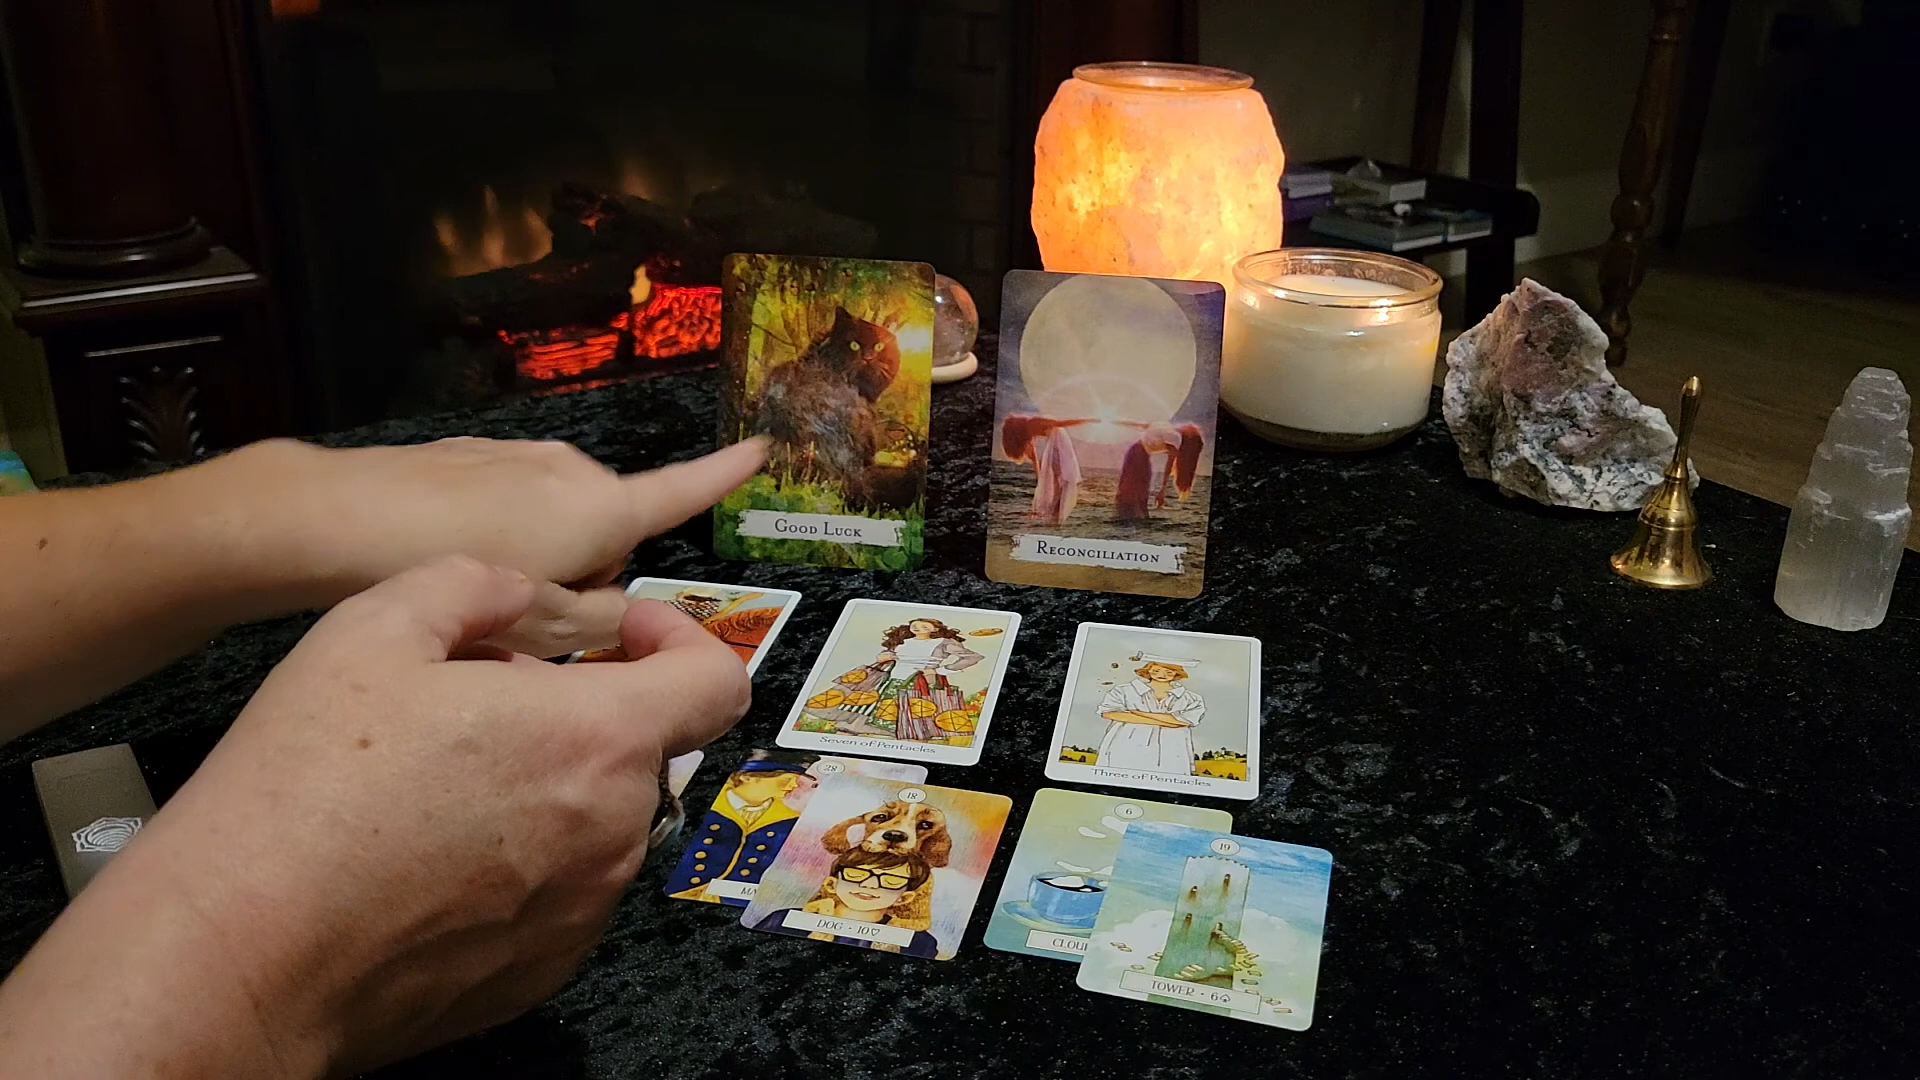 Good Luck
Reconciliation
Seven of Pentacles
Three of Pentacles
28
18
DOG · 10♡
6
19
TOWER · 6♤